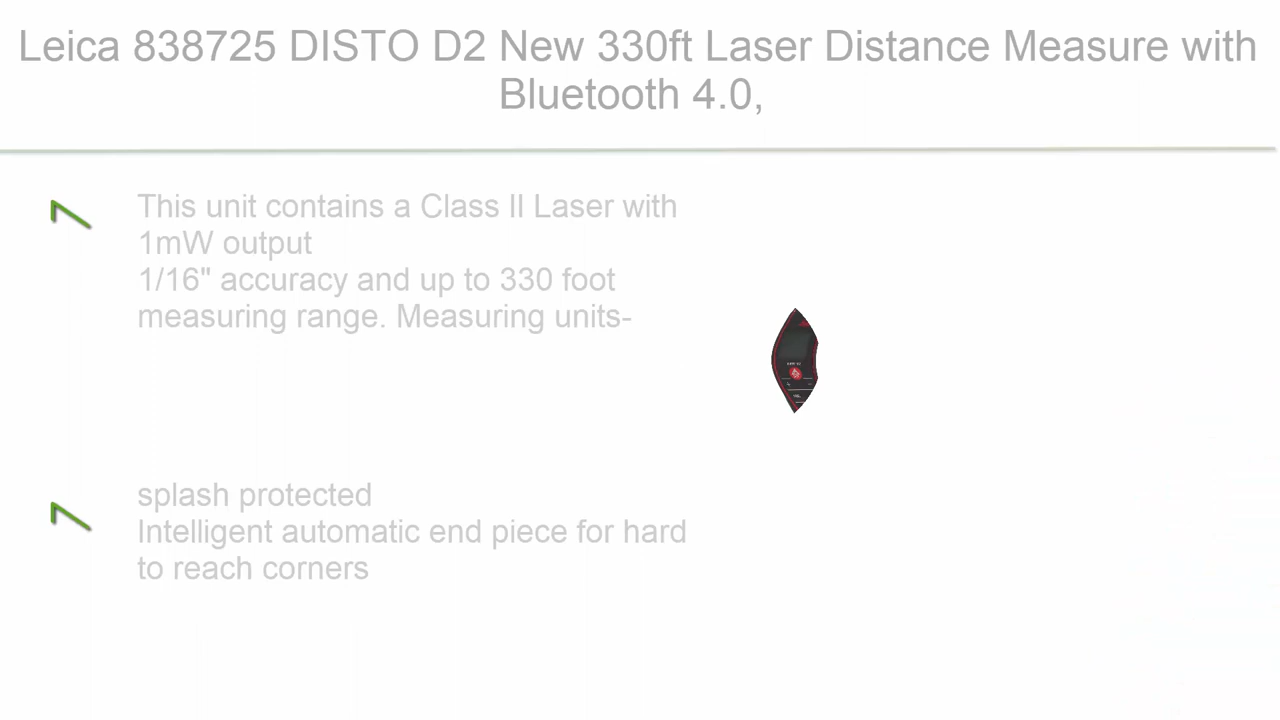 Leica 838725 DISTO D2 New 330ft Laser Distance Measure with
Bluetooth 4.0,
This unit contains a Class II Laser with
1mW output
1/16" accuracy and up to 330 foot
measuring range. Measuring units-
splash protected
Intelligent automatic end piece for hard
to reach corners